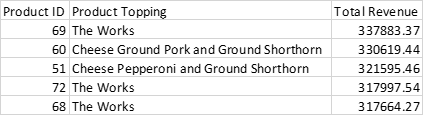 Product ID Product Topping Total Revenue
69 The Works 337883.37
60 Cheese Ground Pork and Ground Shorthorn 330619.44
51 Cheese Pepperoni and Ground Shorthorn 321595.46
72 The Works 317997.54
68 The Works 317664.27